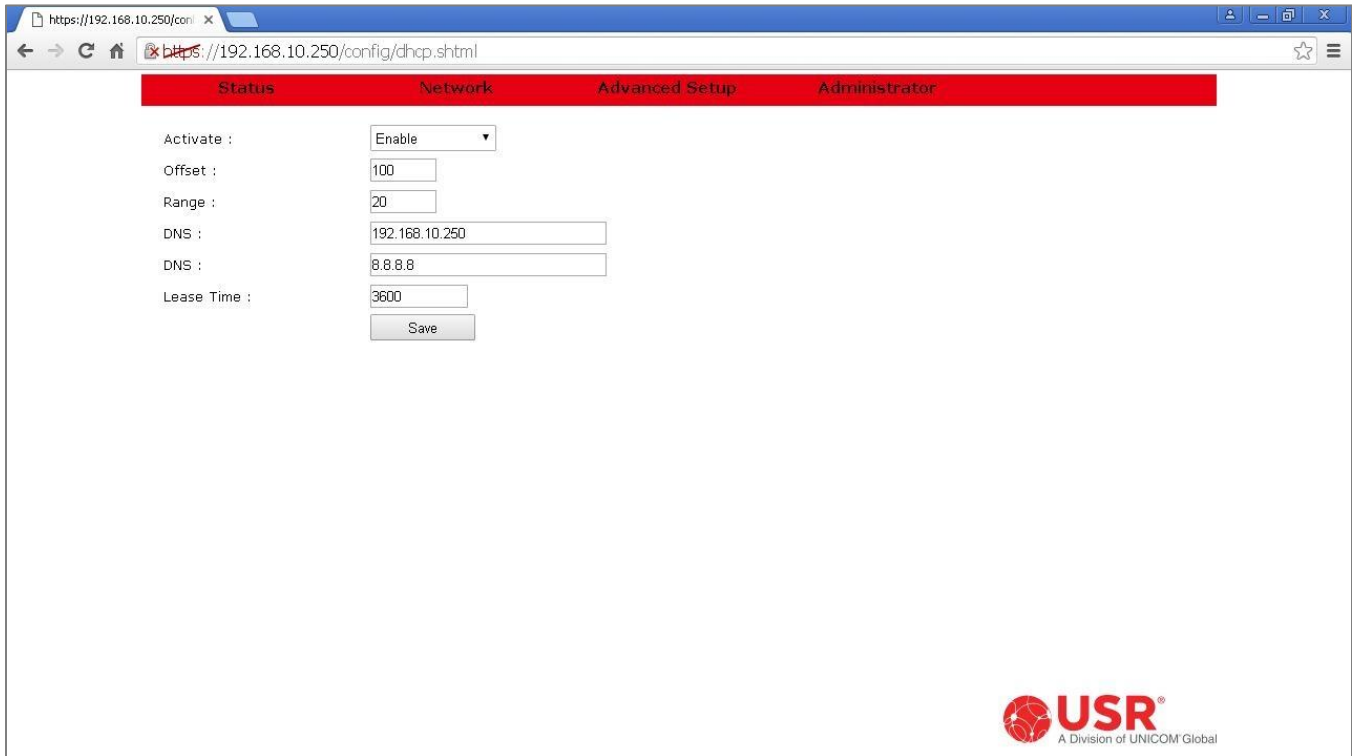 https://192.168.10.250/con
https://192.168.10.250/config/dhcp.shtml
Status Network Advanced Setup Administrator
Activate : Enable
Offset : 100
Range : 20
DNS : 192.168.10.250
DNS : 8.8.8.8
Lease Time : 3600
Save
USR®
A Division of UNICOM Global